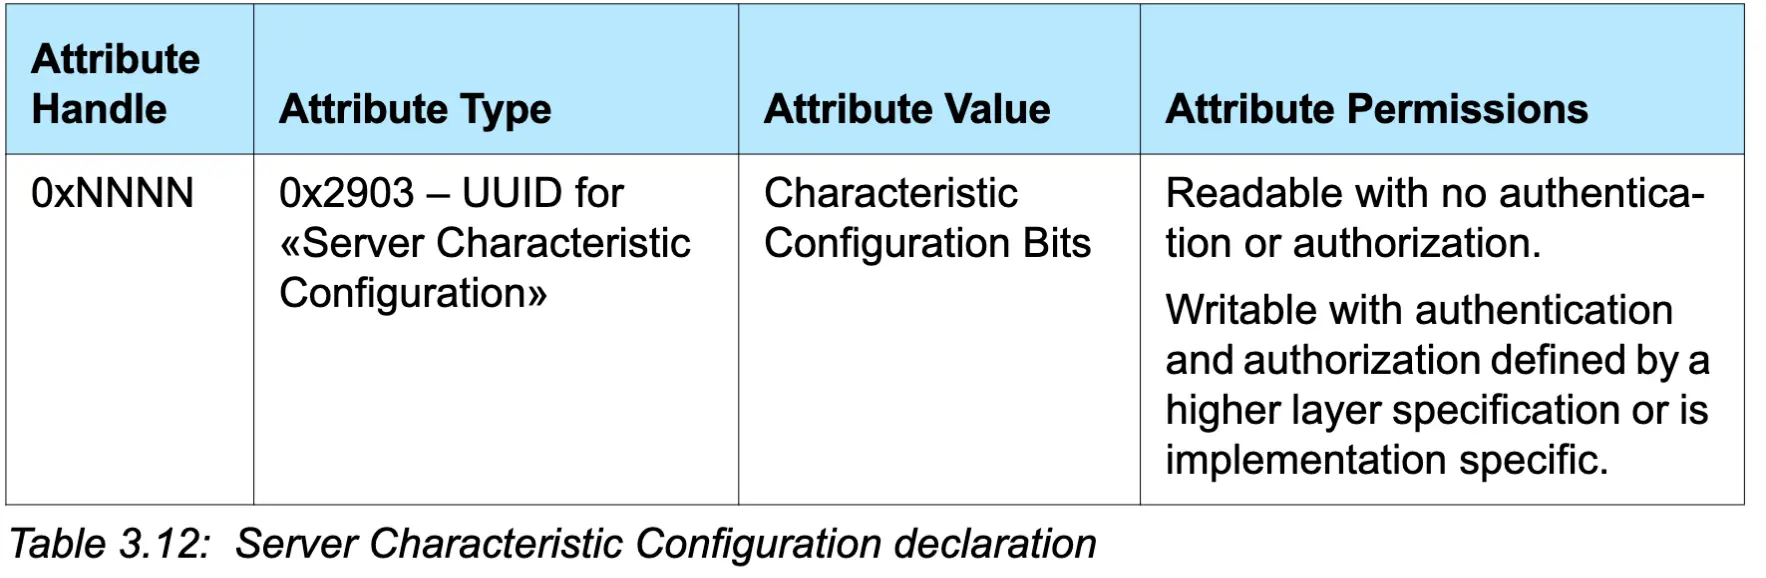 Attribute
Handle
Attribute Type
Attribute Value
Attribute Permissions
0xNNNN
0x2903 – UUID for
«Server Characteristic
Configuration»
Characteristic
Configuration Bits
Readable with no authentica-
tion or authorization.
Writable with authentication
and authorization defined by a
higher layer specification or is
implementation specific.
Table 3.12: Server Characteristic Configuration declaration